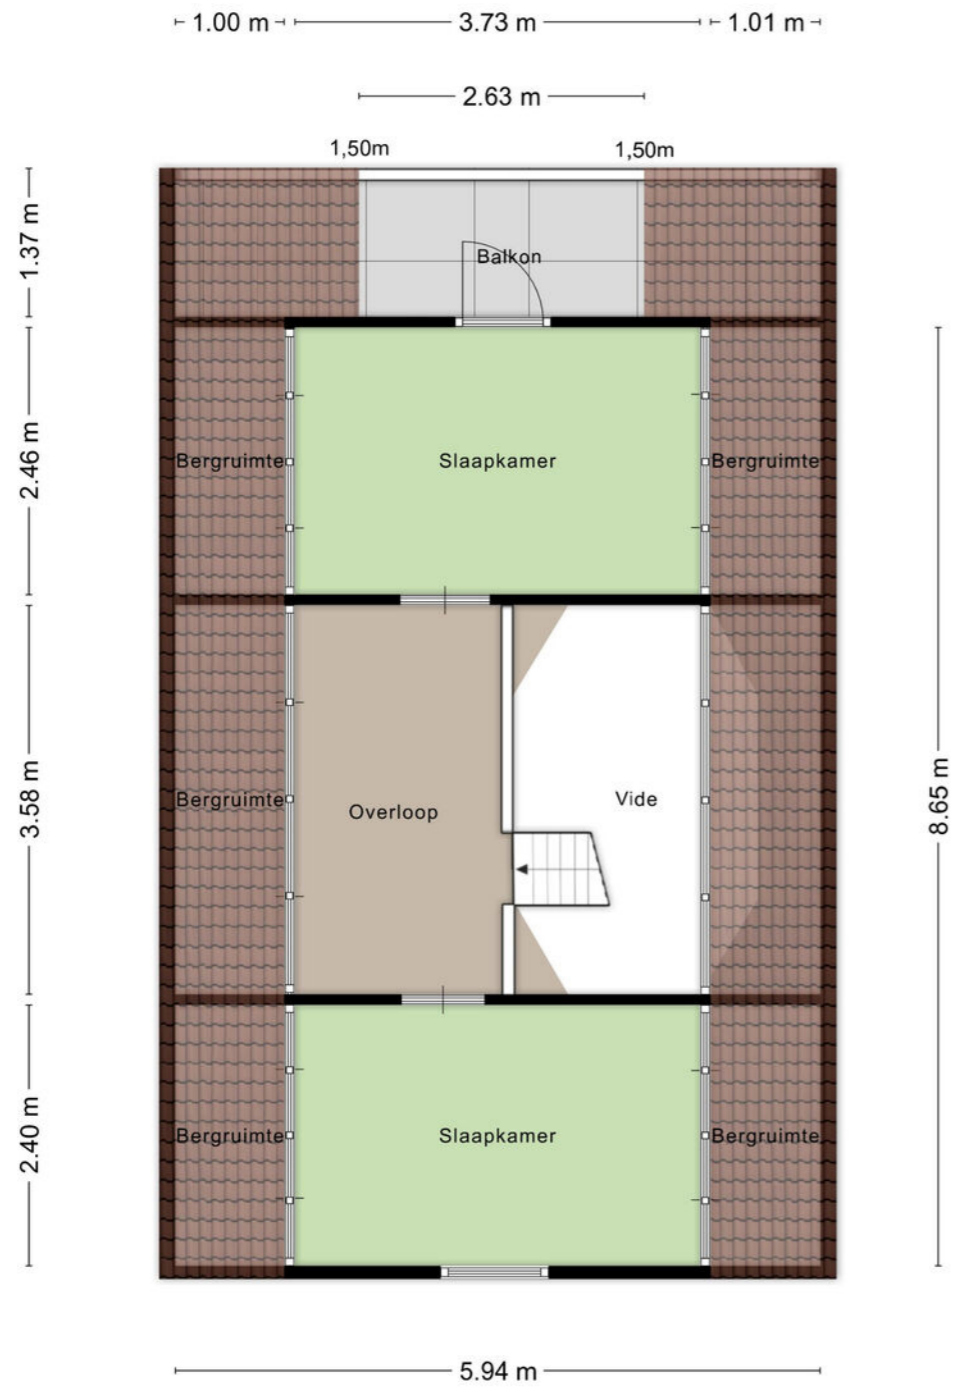 1.00 m
3.73 m
1.01 m
2.63 m
1,50m
1,50m
1.37 m
Balkon
2.46 m
Bergruimte
Slaapkamer
Bergruimte
3.58 m
Bergruimte
Overloop
Vide
8.65 m
2.40 m
Bergruimte
Slaapkamer
Bergruimte
5.94 m